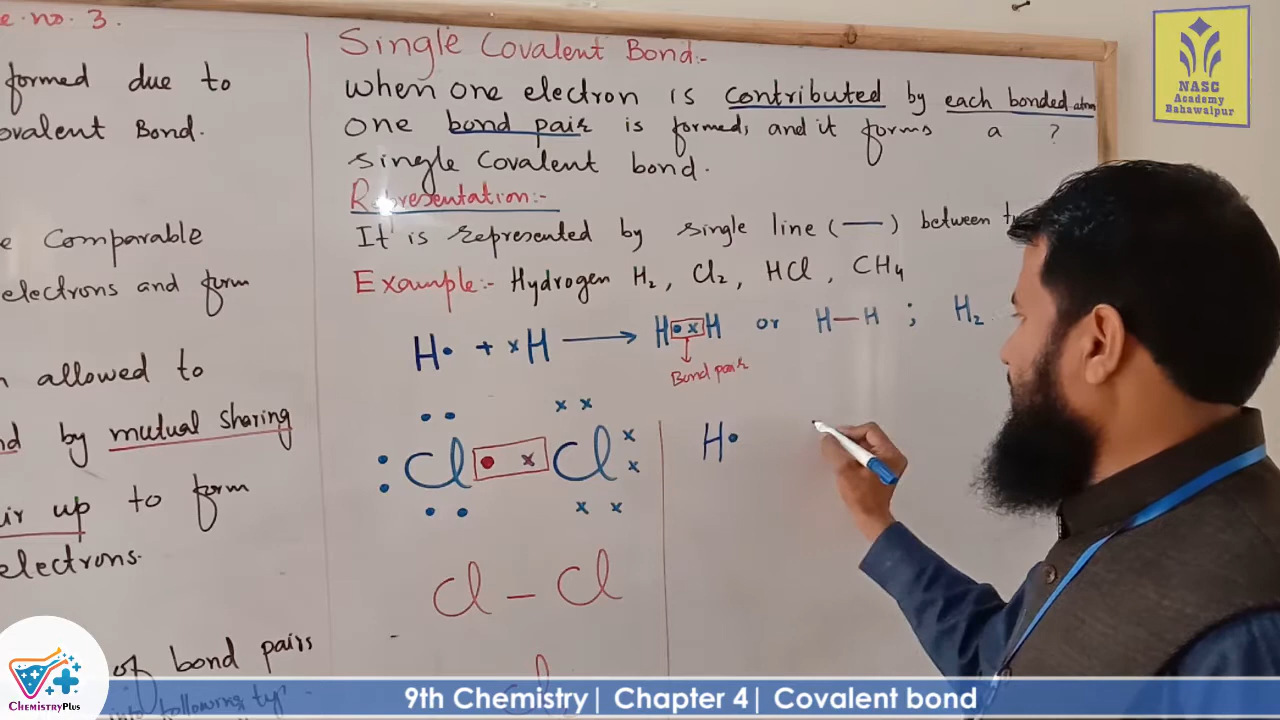 e.no. 3.
formed due to
ovalent Bond.
e Comparable
electrons and form
n allowed to
nd by mutual sharing
ir up to form
electrons.
of bond pairs
into following ty
Single Covalent Bond:-
When one electron is contributed by each bonded atom
one bond pair is formed, and it forms a ?
single covalent bond.
Representation:-
It is represented by single line (—) between
Example:- Hydrogen H₂, Cl₂, HCl, CH₄
H• + ×H ⟶ H•×H or H—H ; H₂
Bond pair
Cl • × Cl
H•
Cl — Cl
NASC
Academy
Bahawalpur
ChemistryPlus
9th Chemistry| Chapter 4| Covalent bond